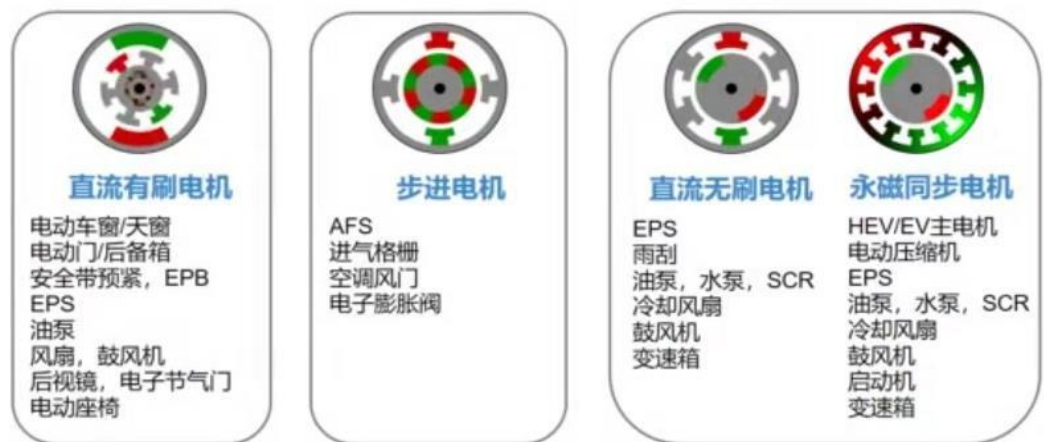 直流有刷电机
电动车窗/天窗
电动门/后备箱
安全带预紧，EPB
EPS
油泵
风扇，鼓风机
后视镜，电子节气门
电动座椅
步进电机
AFS
进气格栅
空调风门
电子膨胀阀
直流无刷电机
EPS
雨刮
油泵，水泵，SCR
冷却风扇
鼓风机
变速箱
永磁同步电机
HEV/EV主电机
电动压缩机
EPS
油泵，水泵，SCR
冷却风扇
鼓风机
启动机
变速箱